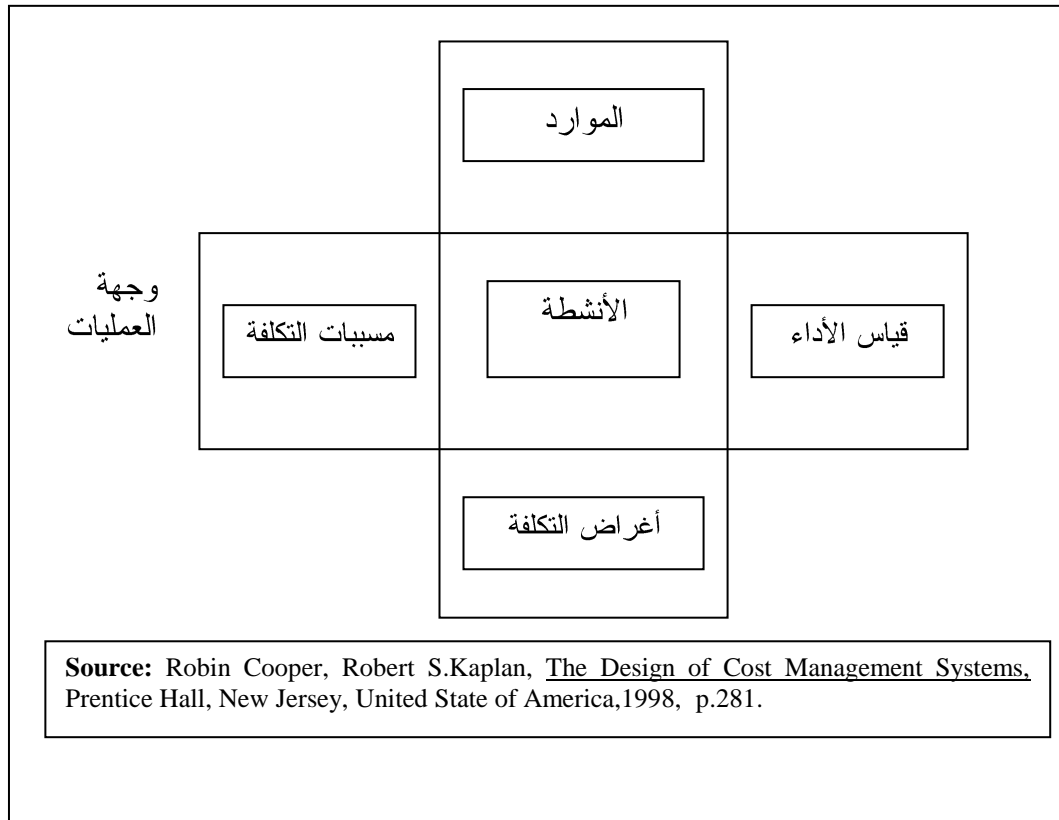 الموارد
وجهة
العمليات
قياس الأداء
الأنشطة
مسببات التكلفة
أغراض التكلفة
Source: Robin Cooper, Robert S.Kaplan, The Design of Cost Management Systems,
Prentice Hall, New Jersey, United State of America,1998, p.281.